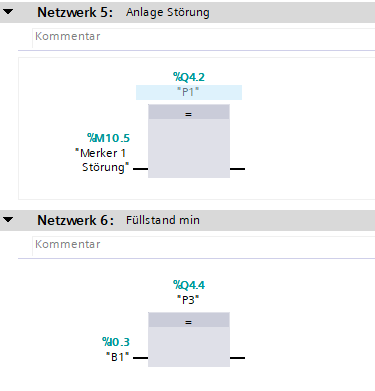 Netzwerk 5: Anlage Störung
Kommentar
%Q4.2
"P1"
=
%M10.5
"Merker 1
Störung"
Netzwerk 6: Füllstand min
Kommentar
%Q4.4
"P3"
=
%I0.3
"B1"